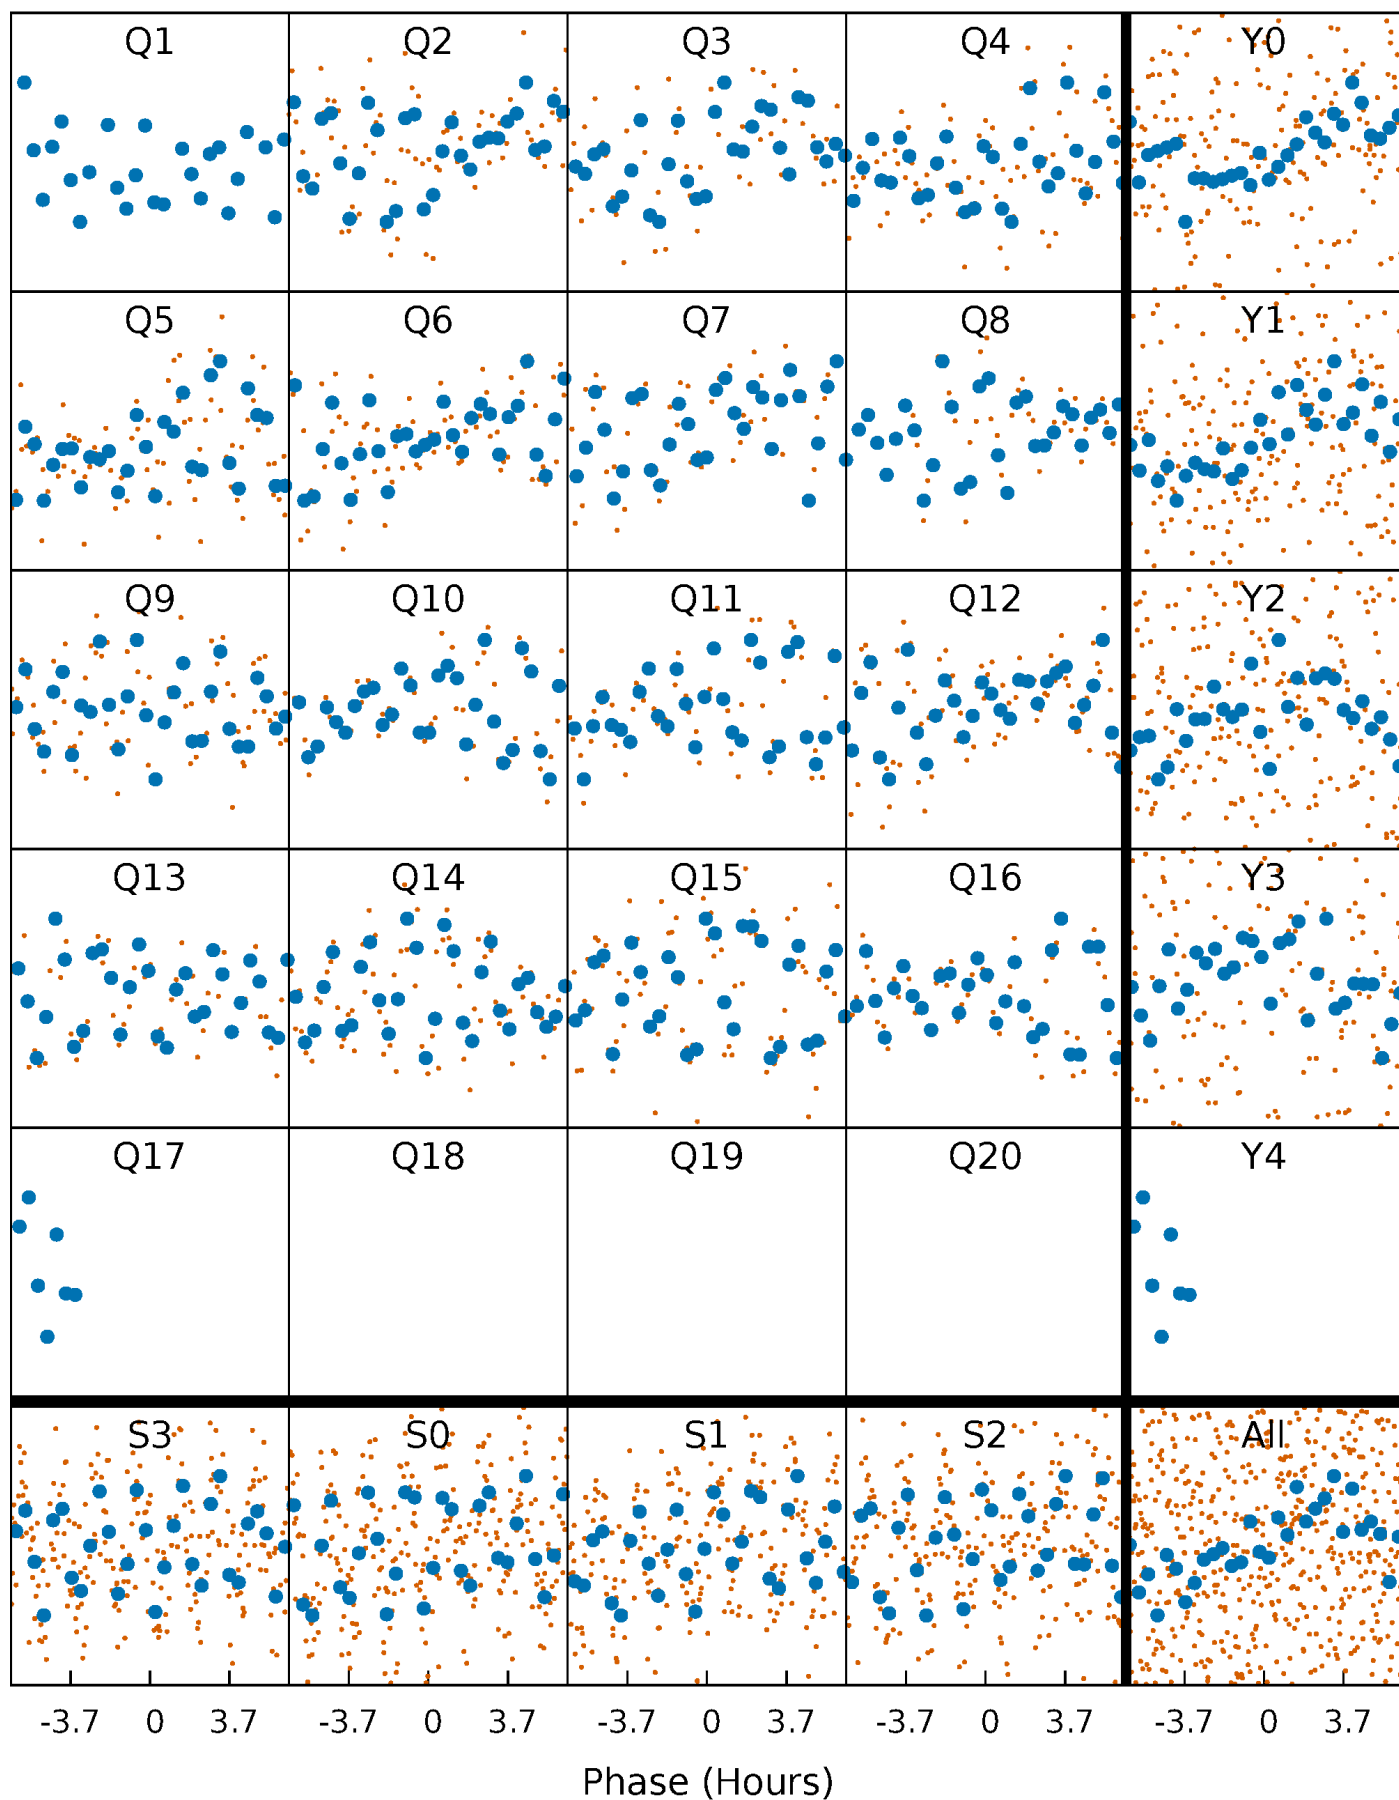 Q1 Q2 Q3 Q4 Y0
Q5 Q6 Q7 Q8 Y1
Q9 Q10 Q11 Q12 Y2
Q13 Q14 Q15 Q16 Y3
Q17 Q18 Q19 Q20 Y4
S3 S0 S1 S2 All
-3.7 0 3.7 -3.7 0 3.7 -3.7 0 3.7 -3.7 0 3.7 -3.7 0 3.7
Phase (Hours)